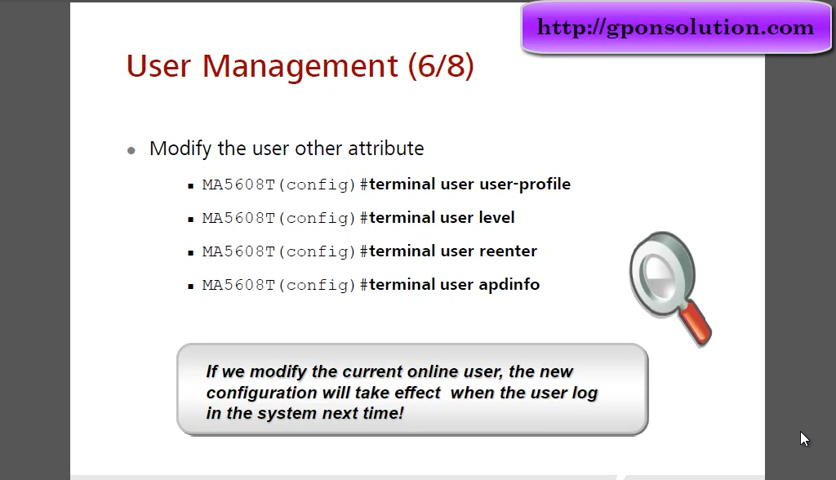 http://gponsolution.com
User Management (6/8)
Modify the user other attribute
MA5608T(config)#terminal user user-profile
MA5608T(config)#terminal user level
MA5608T(config)#terminal user reenter
MA5608T(config)#terminal user apdinfo
If we modify the current online user, the new
configuration will take effect when the user log
in the system next time!